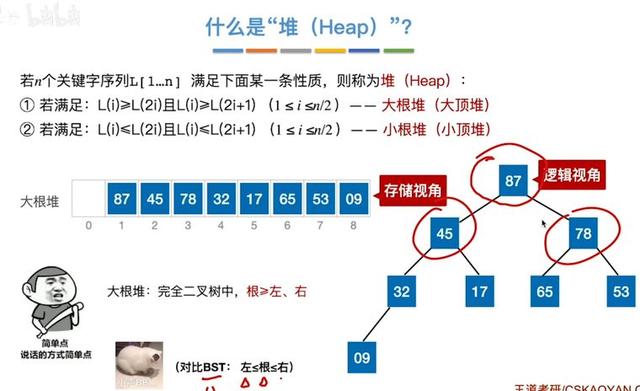 bilibili
什么是“堆（Heap）”？
若n个关键字序列L[1…n] 满足下面某一条性质，则称为堆（Heap）：
① 若满足：L(i)≥L(2i)且L(i)≥L(2i+1) （1 ≤ i ≤n/2） —— 大根堆（大顶堆）
② 若满足：L(i)≤L(2i)且L(i)≤L(2i+1) （1 ≤ i ≤n/2） —— 小根堆（小顶堆）
存储视角
大根堆 87 45 78 32 17 65 53 09
0 1 2 3 4 5 6 7 8
逻辑视角
87
45 78
32 17 65 53
09
大根堆：完全二叉树中，根≥左、右
简单点
说话的方式简单点
（对比BST：左≤根≤右）
王道考研/CSKAOYAN.C